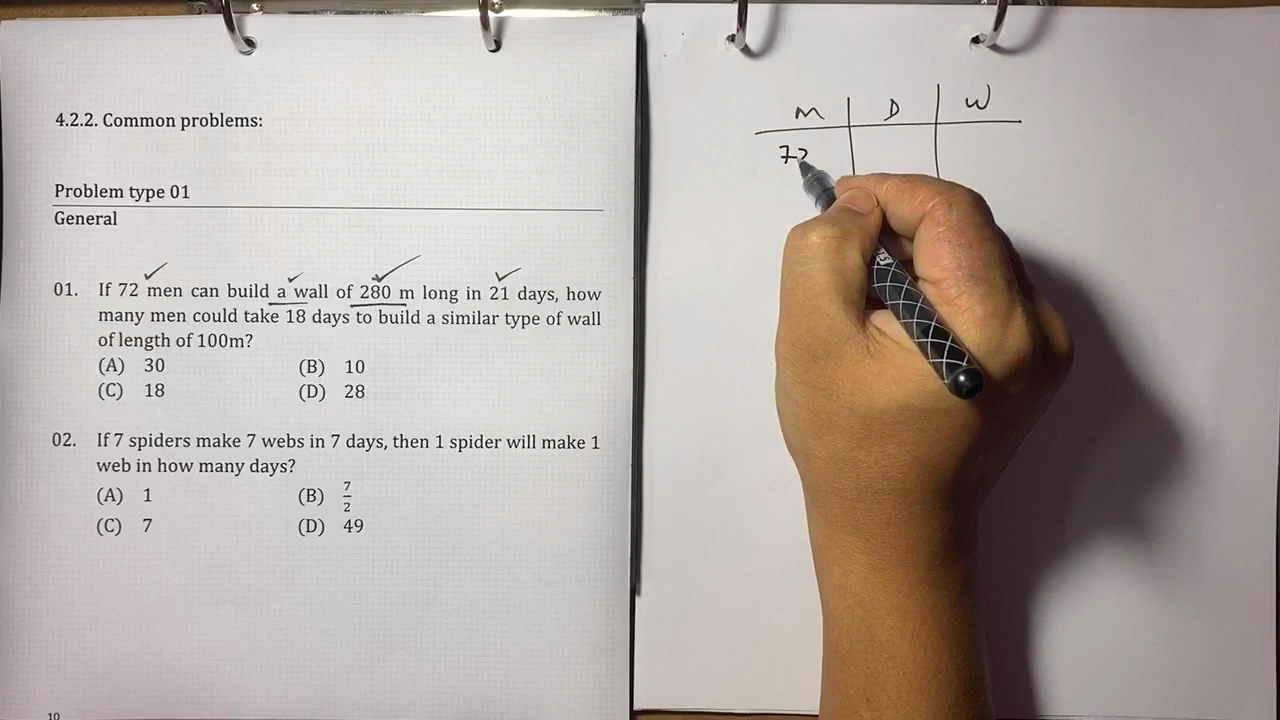 4.2.2. Common problems:
Problem type 01
General
01. If 72 men can build a wall of 280 m long in 21 days, how
many men could take 18 days to build a similar type of wall
of length of 100m?
(A) 30 (B) 10
(C) 18 (D) 28
02. If 7 spiders make 7 webs in 7 days, then 1 spider will make 1
web in how many days?
(A) 1 (B) 7/2
(C) 7 (D) 49
10
M D W
72